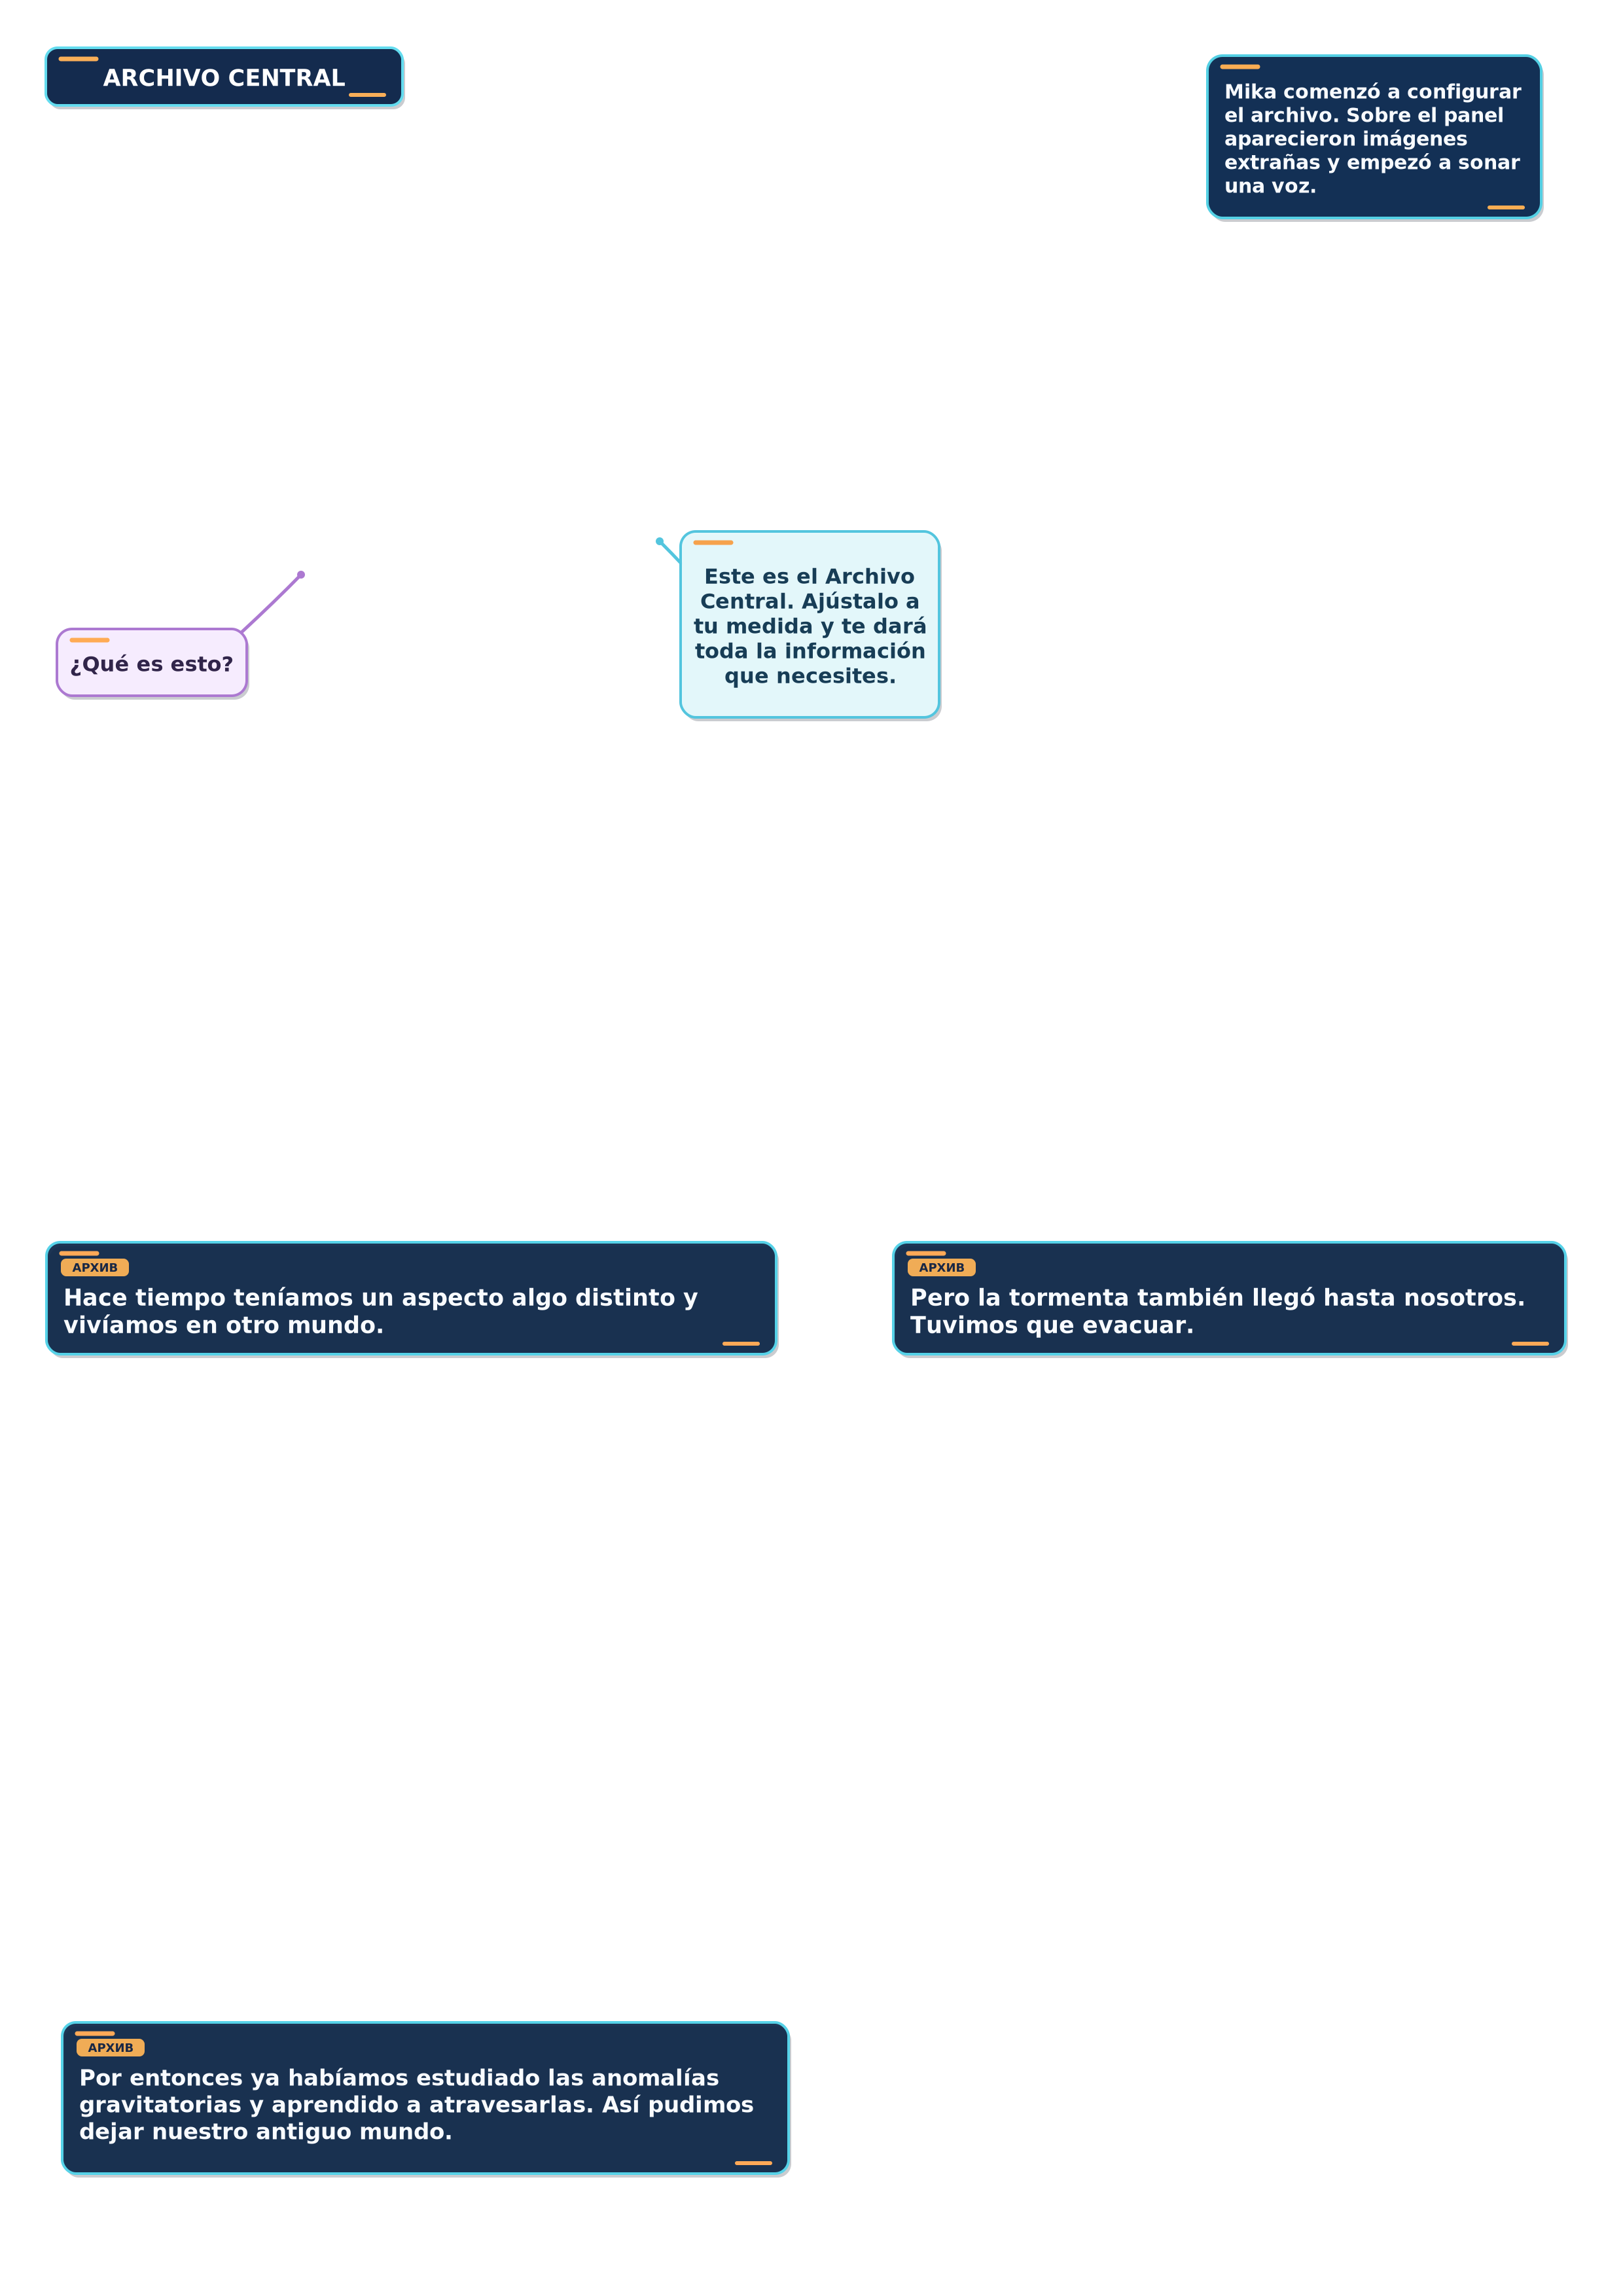 ARCHIVO CENTRAL
Mika comenzó a configurar
el archivo. Sobre el panel
aparecieron imágenes
extrañas y empezó a sonar
una voz.
Este es el Archivo
Central. Ajústalo a
tu medida y te dará
toda la información
que necesites.
¿Qué es esto?
АРХИВ
Hace tiempo teníamos un aspecto algo distinto y
vivíamos en otro mundo.
АРХИВ
Pero la tormenta también llegó hasta nosotros.
Tuvimos que evacuar.
АРХИВ
Por entonces ya habíamos estudiado las anomalías
gravitatorias y aprendido a atravesarlas. Así pudimos
dejar nuestro antiguo mundo.